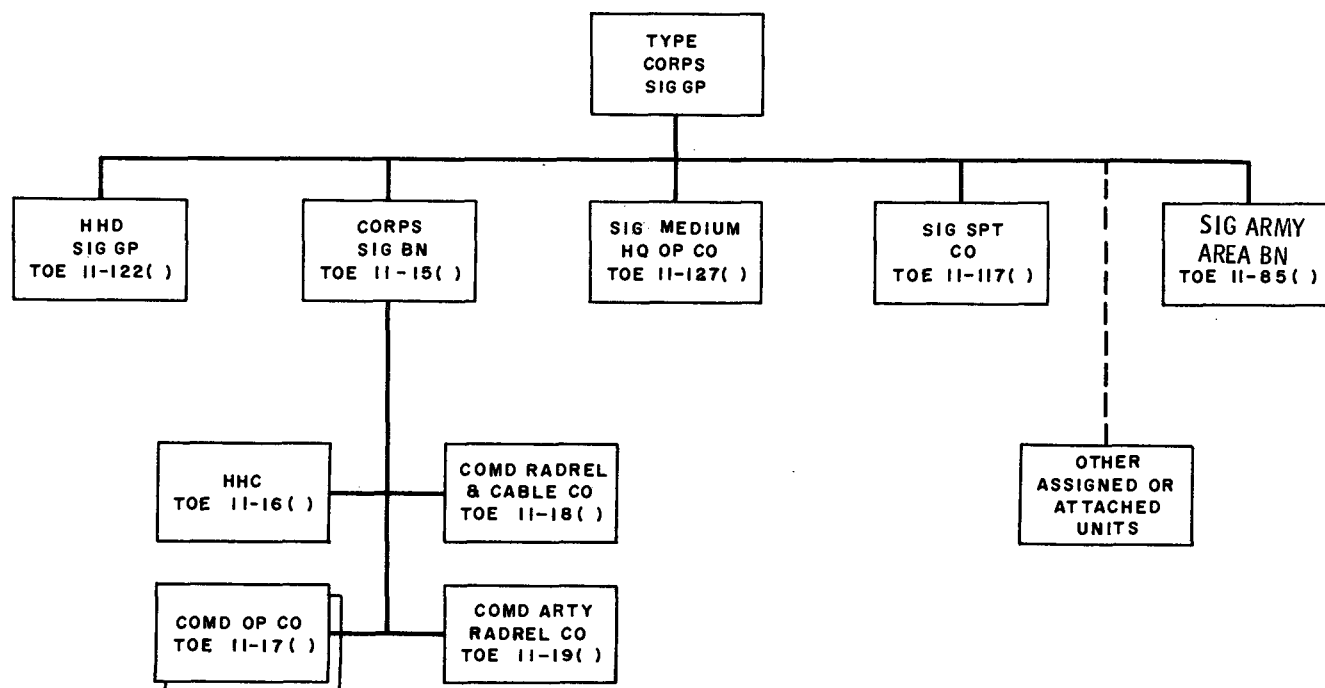 TYPE
CORPS
SIG GP
HHD
SIG GP
TOE 11-122( )
CORPS
SIG BN
TOE 11-15( )
SIG MEDIUM
HQ OP CO
TOE 11-127( )
SIG SPT
CO
TOE 11-117( )
SIG ARMY
AREA BN
TOE 11-85( )
HHC
TOE 11-16( )
COMD RADREL
& CABLE CO
TOE 11-18( )
OTHER
ASSIGNED OR
ATTACHED
UNITS
COMD OP CO
TOE 11-17( )
COMD ARTY
RADREL CO
TOE 11-19( )